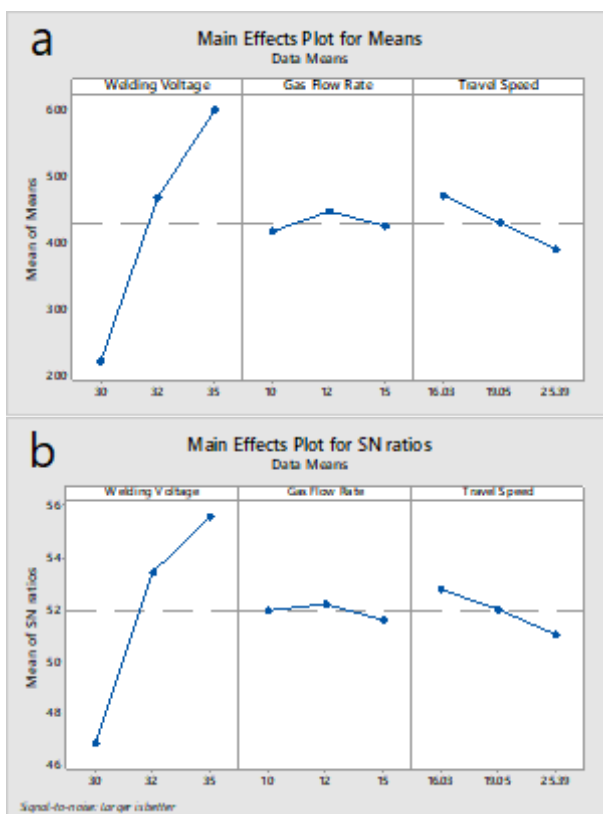 a
Main Effects Plot for Means
Data Means
Welding Voltage Gas Flow Rate Travel Speed
Mean of Means
600
500
400
300
200
30 32 35 10 12 15 16.03 19.05 25.39
b
Main Effects Plot for SN ratios
Data Means
Welding Voltage Gas Flow Rate Travel Speed
Mean of SN ratios
56
54
52
50
48
46
30 32 35 10 12 15 16.03 19.05 25.39
Signal-to-noise: Larger is better